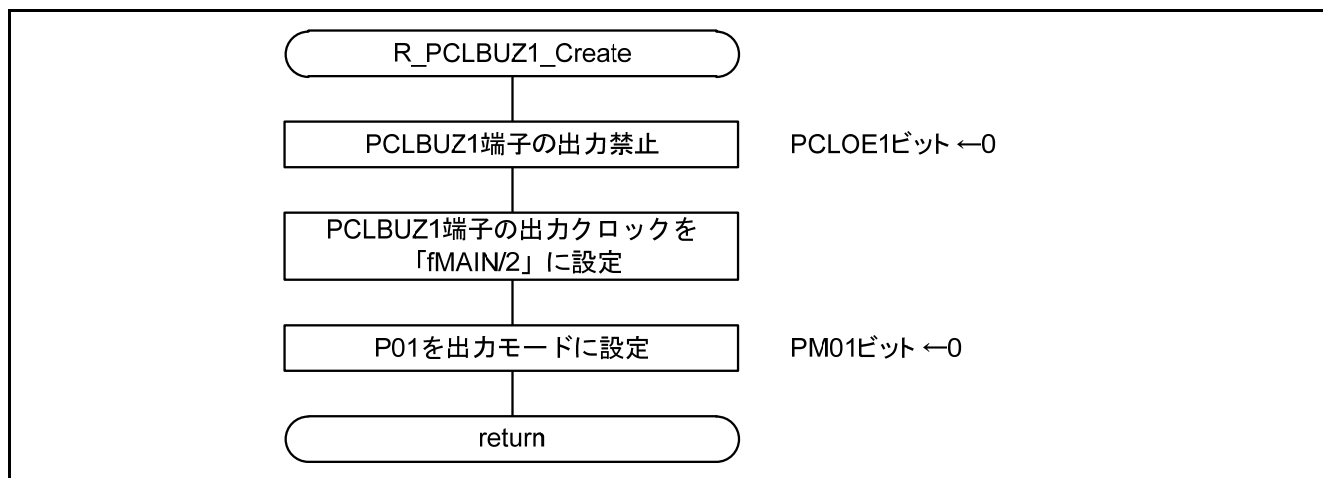 R_PCLBUZ1_Create
PCLBUZ1端子の出力禁止
PCLOE1ビット ←0
PCLBUZ1端子の出力クロックを
「fMAIN/2」に設定
P01を出力モードに設定
PM01ビット ←0
return